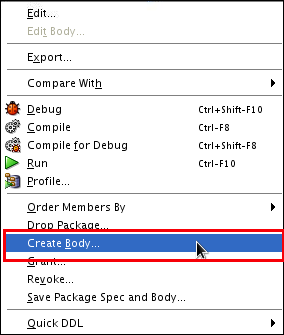 Edit...
Edit Body...
Export...
Compare With
Debug Ctrl+Shift-F10
Compile Ctrl-F8
Compile for Debug Ctrl+Shift-F8
Run Ctrl-F10
Profile...
Order Members By
Drop Package...
Create Body...
Grant...
Revoke...
Save Package Spec and Body...
Quick DDL